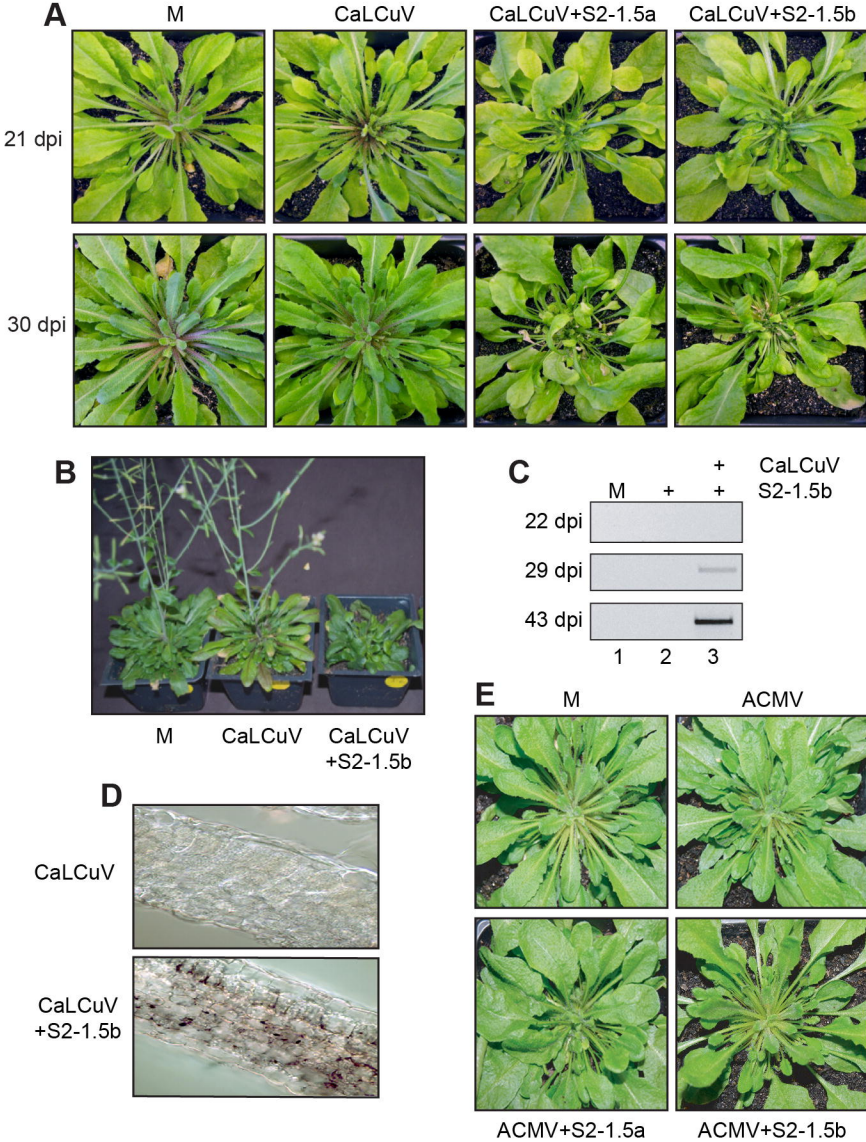 A
M CaLCuV CaLCuV+S2-1.5a CaLCuV+S2-1.5b
21 dpi
30 dpi
B
M CaLCuV CaLCuV
+S2-1.5b
C
+ CaLCuV
M + + S2-1.5b
22 dpi
29 dpi
43 dpi
1 2 3
D
CaLCuV
CaLCuV
+S2-1.5b
E
M ACMV
ACMV+S2-1.5a ACMV+S2-1.5b